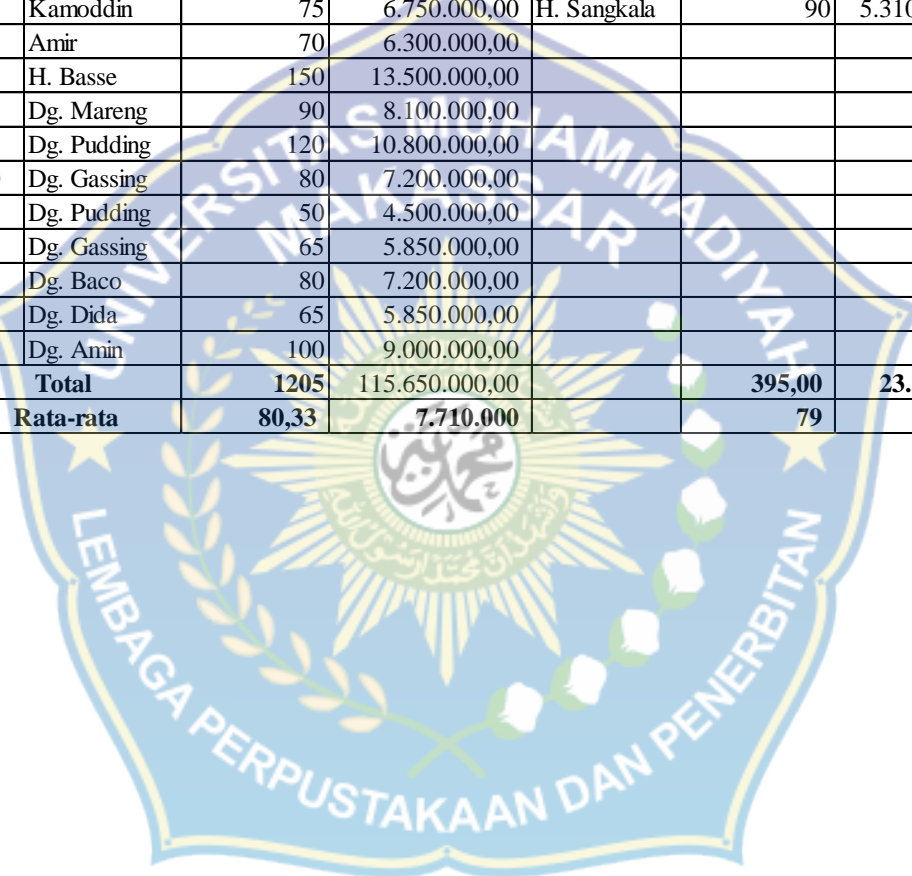 Kamoddin 75 6.750.000,00 H. Sangkala 90 5.310
Amir 70 6.300.000,00
H. Basse 150 13.500.000,00
Dg. Mareng 90 8.100.000,00
Dg. Pudding 120 10.800.000,00
Dg. Gassing 80 7.200.000,00
Dg. Pudding 50 4.500.000,00
Dg. Gassing 65 5.850.000,00
Dg. Baco 80 7.200.000,00
Dg. Dida 65 5.850.000,00
Dg. Amin 100 9.000.000,00
Total 1205 115.650.000,00 395,00 23.
Rata-rata 80,33 7.710.000 79
UNIVERSITAS MUHAMMADIYAH
MAKASSAR
LEMBAGA PERPUSTAKAAN DAN PENERBITAN